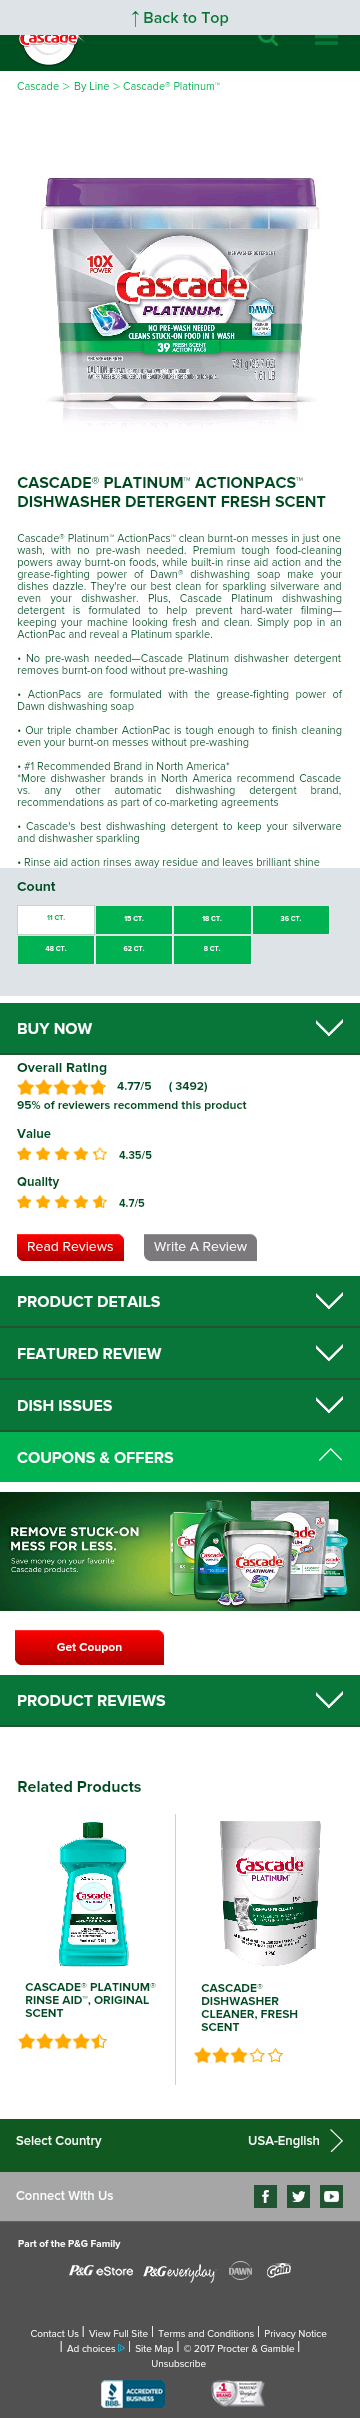 ↑ Back to Top
Cascade
Cascade > By Line > Cascade® Platinum™
DISHWASHER DETERGENT
10X
POWER*
Cascade
PLATINUM.
DAWN
NO PRE-WASH NEEDED
CLEANS STUCK-ON FOOD IN 1 WASH
39 FRESH SCENT
ACTION PACS
CASCADE® PLATINUM™ ACTIONPACS™
DISHWASHER DETERGENT FRESH SCENT
Cascade® Platinum™ ActionPacs™ clean burnt-on messes in just one
wash, with no pre-wash needed. Premium tough food-cleaning
powers away burnt-on foods, while built-in rinse aid action and the
grease-fighting power of Dawn® dishwashing soap make your
dishes dazzle. They're our best clean for sparkling silverware and
even your dishwasher. Plus, Cascade Platinum dishwashing
detergent is formulated to help prevent hard-water filming—
keeping your machine looking fresh and clean. Simply pop in an
ActionPac and reveal a Platinum sparkle.
• No pre-wash needed—Cascade Platinum dishwasher detergent
removes burnt-on food without pre-washing
• ActionPacs are formulated with the grease-fighting power of
Dawn dishwashing soap
• Our triple chamber ActionPac is tough enough to finish cleaning
even your burnt-on messes without pre-washing
• #1 Recommended Brand in North America*
*More dishwasher brands in North America recommend Cascade
vs. any other automatic dishwashing detergent brand,
recommendations as part of co-marketing agreements
• Cascade's best dishwashing detergent to keep your silverware
and dishwasher sparkling
• Rinse aid action rinses away residue and leaves brilliant shine
Count
11 CT. 15 CT. 18 CT. 36 CT.
48 CT. 62 CT. 8 CT.
BUY NOW
Overall Rating
4.77/5 ( 3492)
95% of reviewers recommend this product
Value
4.35/5
Quality
4.7/5
Read Reviews Write A Review
PRODUCT DETAILS
FEATURED REVIEW
DISH ISSUES
COUPONS & OFFERS
REMOVE STUCK-ON
MESS FOR LESS.
Save money on your favorite
Cascade products.
Cascade
PLATINUM.
Get Coupon
PRODUCT REVIEWS
Related Products
Cascade
Cascade
PLATINUM
CASCADE® PLATINUM®
RINSE AID™, ORIGINAL
SCENT
CASCADE®
DISHWASHER
CLEANER, FRESH
SCENT
Select Country USA-English
Connect With Us
Part of the P&G Family
P&G eStore P&G everyday DAWN Gain
Contact Us | View Full Site | Terms and Conditions | Privacy Notice
| Ad choices | Site Map | © 2017 Procter & Gamble |
Unsubscribe
BBB ACCREDITED
BUSINESS